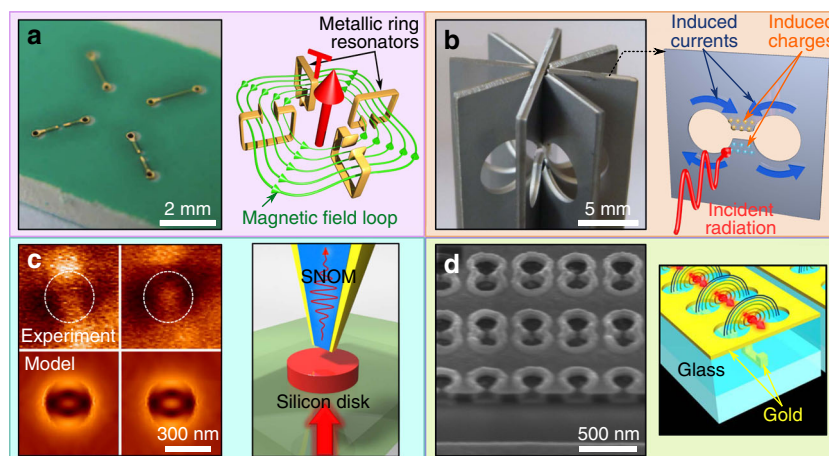 a
2 mm
Metallic ring
resonators
T
Magnetic field loop
b
5 mm
Induced
currents
Induced
charges
Incident
radiation
c
Experiment
Model
300 nm
SNOM
Silicon disk
d
500 nm
Glass
Gold